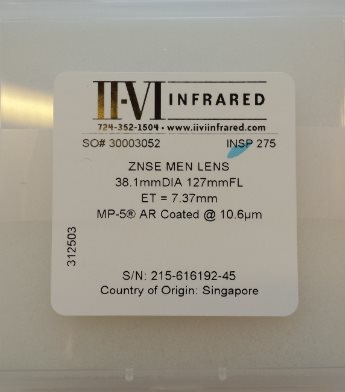 II-VI INFRARED
724-352-1504 • www.iiviinfrared.com
SO# 30003052 INSP 275
ZNSE MEN LENS
38.1mmDIA 127mmFL
ET = 7.37mm
MP-5® AR Coated @ 10.6µm
312503
S/N: 215-616192-45
Country of Origin: Singapore